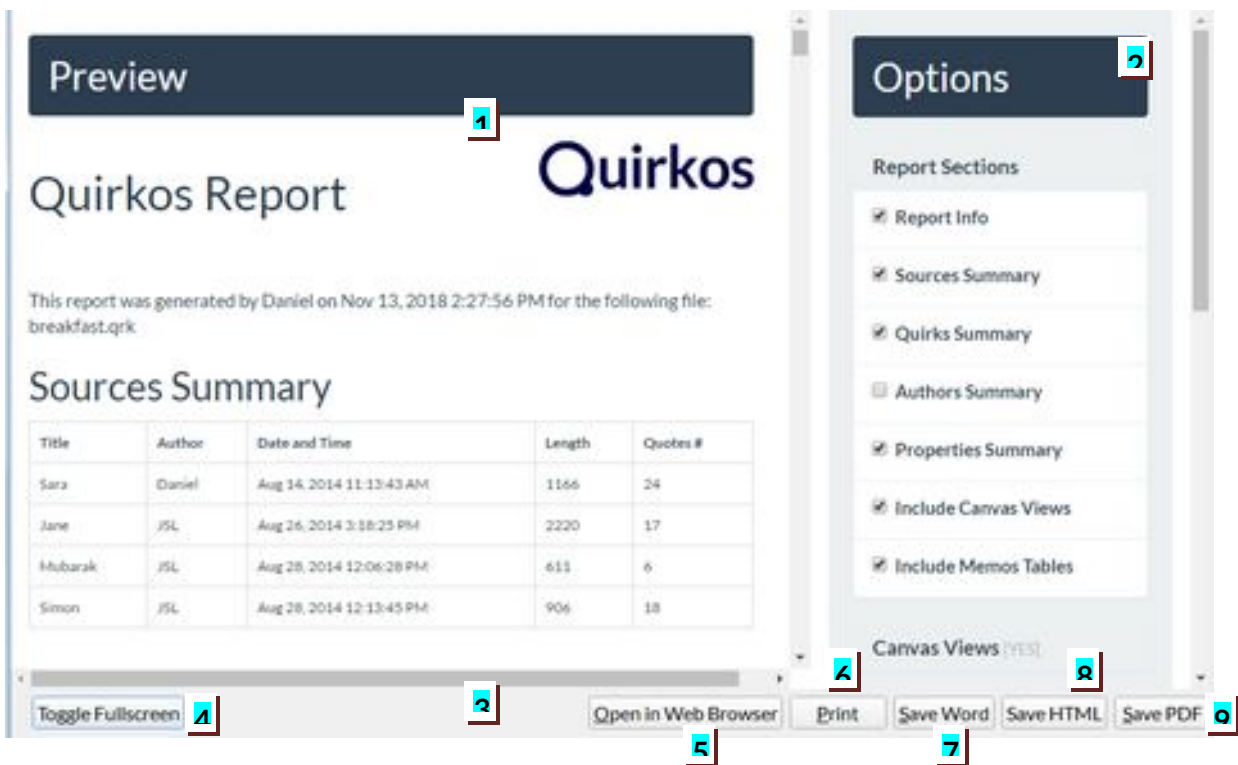 Preview
Options
2
1
Quirkos
Report Sections
Quirkos Report
Report Info
Sources Summary
This report was generated by Daniel on Nov 13, 2018 2:27:56 PM for the following file:
breakfast.qrk
Quirks Summary
Sources Summary
Authors Summary
Title Author Date and Time Length Quotes #
Properties Summary
Sara Daniel Aug 14, 2014 11:13:43 AM 1166 24
Include Canvas Views
Jane JSL Aug 26, 2014 3:18:25 PM 2220 17
Mubarak JSL Aug 28, 2014 12:06:28 PM 611 6
Include Memos Tables
Simon JSL Aug 28, 2014 12:13:45 PM 906 18
Canvas Views [YES]
6
8
3
Toggle Fullscreen 4 Open in Web Browser Print Save Word Save HTML Save PDF 9
5
7